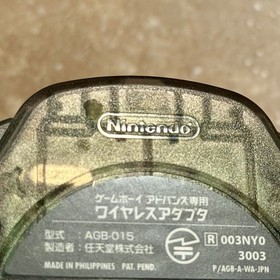 Nintendo
ゲームボーイ アドバンス専用
ワイヤレスアダプタ
型式 : AGB-015
製造者 : 任天堂株式会社
R 003NY0
3003
MADE IN PHILIPPINES PAT. PEND.
P/AGB-A-WA-JPN